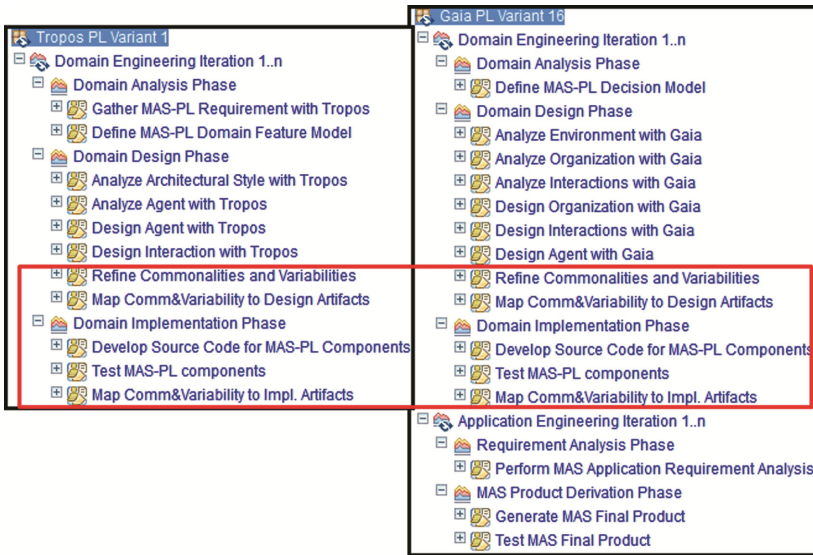 Tropos PL Variant 1
Domain Engineering Iteration 1..n
Domain Analysis Phase
Gather MAS-PL Requirement with Tropos
Define MAS-PL Domain Feature Model
Domain Design Phase
Analyze Architectural Style with Tropos
Analyze Agent with Tropos
Design Agent with Tropos
Design Interaction with Tropos
Refine Commonalities and Variabilities
Map Comm&Variability to Design Artifacts
Domain Implementation Phase
Develop Source Code for MAS-PL Components
Test MAS-PL components
Map Comm&Variability to Impl. Artifacts
Gaia PL Variant 16
Domain Engineering Iteration 1..n
Domain Analysis Phase
Define MAS-PL Decision Model
Domain Design Phase
Analyze Environment with Gaia
Analyze Organization with Gaia
Analyze Interactions with Gaia
Design Organization with Gaia
Design Interactions with Gaia
Design Agent with Gaia
Refine Commonalities and Variabilities
Map Comm&Variability to Design Artifacts
Domain Implementation Phase
Develop Source Code for MAS-PL Components
Test MAS-PL components
Map Comm&Variability to Impl. Artifacts
Application Engineering Iteration 1..n
Requirement Analysis Phase
Perform MAS Application Requirement Analysis
MAS Product Derivation Phase
Generate MAS Final Product
Test MAS Final Product